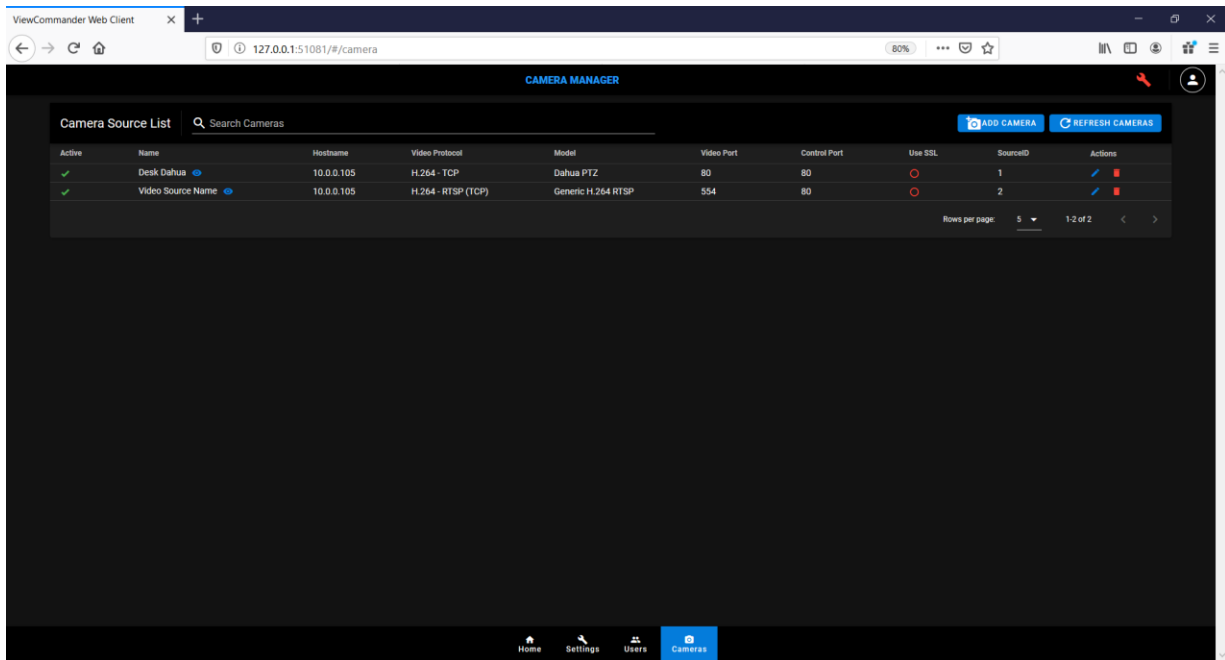 ViewCommander Web Client
127.0.0.1:51081/#/camera 80%
CAMERA MANAGER
Camera Source List Search Cameras ADD CAMERA REFRESH CAMERAS
Active Name Hostname Video Protocol Model Video Port Control Port Use SSL SourceID Actions
Desk Dahua 10.0.0.105 H.264 - TCP Dahua PTZ 80 80 1
Video Source Name 10.0.0.105 H.264 - RTSP (TCP) Generic H.264 RTSP 554 80 2
Rows per page: 5 1-2 of 2
Home Settings Users Cameras